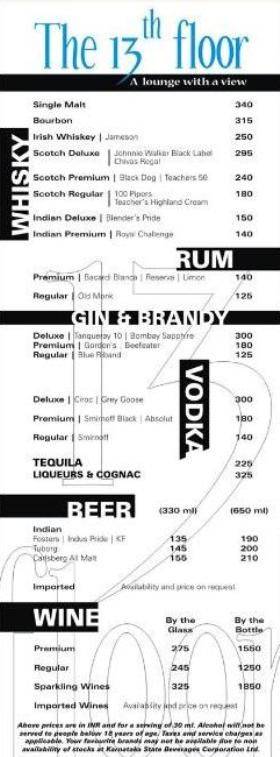 The 13th floor
A lounge with a view
WHISKY
Single Malt 340
Bourbon 315
Irish Whiskey | Jameson 250
Scotch Deluxe | Johnnie Walker Black Label 295
Chivas Regal
Scotch Premium | Black Dog | Teachers 50 240
Scotch Regular | 100 Pipers 180
Teacher's Highland Cream
Indian Deluxe | Blender's Pride 150
Indian Premium | Royal Challenge 140
RUM
Premium | Bacardi Blanca | Reserve | Limon 140
Regular | Old Monk 125
GIN & BRANDY
Deluxe | Tanqueray 10 | Bombay Sapphire 300
Premium | Gordon's | Beefeater 180
Regular | Blue Riband 125
VODKA
Deluxe | Ciroc | Grey Goose 300
Premium | Smirnoff Black | Absolut 180
Regular | Smirnoff 140
TEQUILA 225
LIQUEURS & COGNAC 325
BEER (330 ml) (650 ml)
Indian
Fosters | Indus Pride | KF 135 190
Tuborg 145 200
Carlsberg All Malt 155 210
Imported Availability and price on request
WINE By the Glass By the Bottle
Premium 275 1550
Regular 245 1250
Sparkling Wines 325 1850
Imported Wines Availability and price on request
Above prices are in INR and for a serving of 30 ml. Alcohol will not be
served to people below 18 years of age. Taxes and service charges as
applicable. Your favourite brands may not be available due to non
availability of stocks at Karnataka State Beverages Corporation Ltd.
13
floor